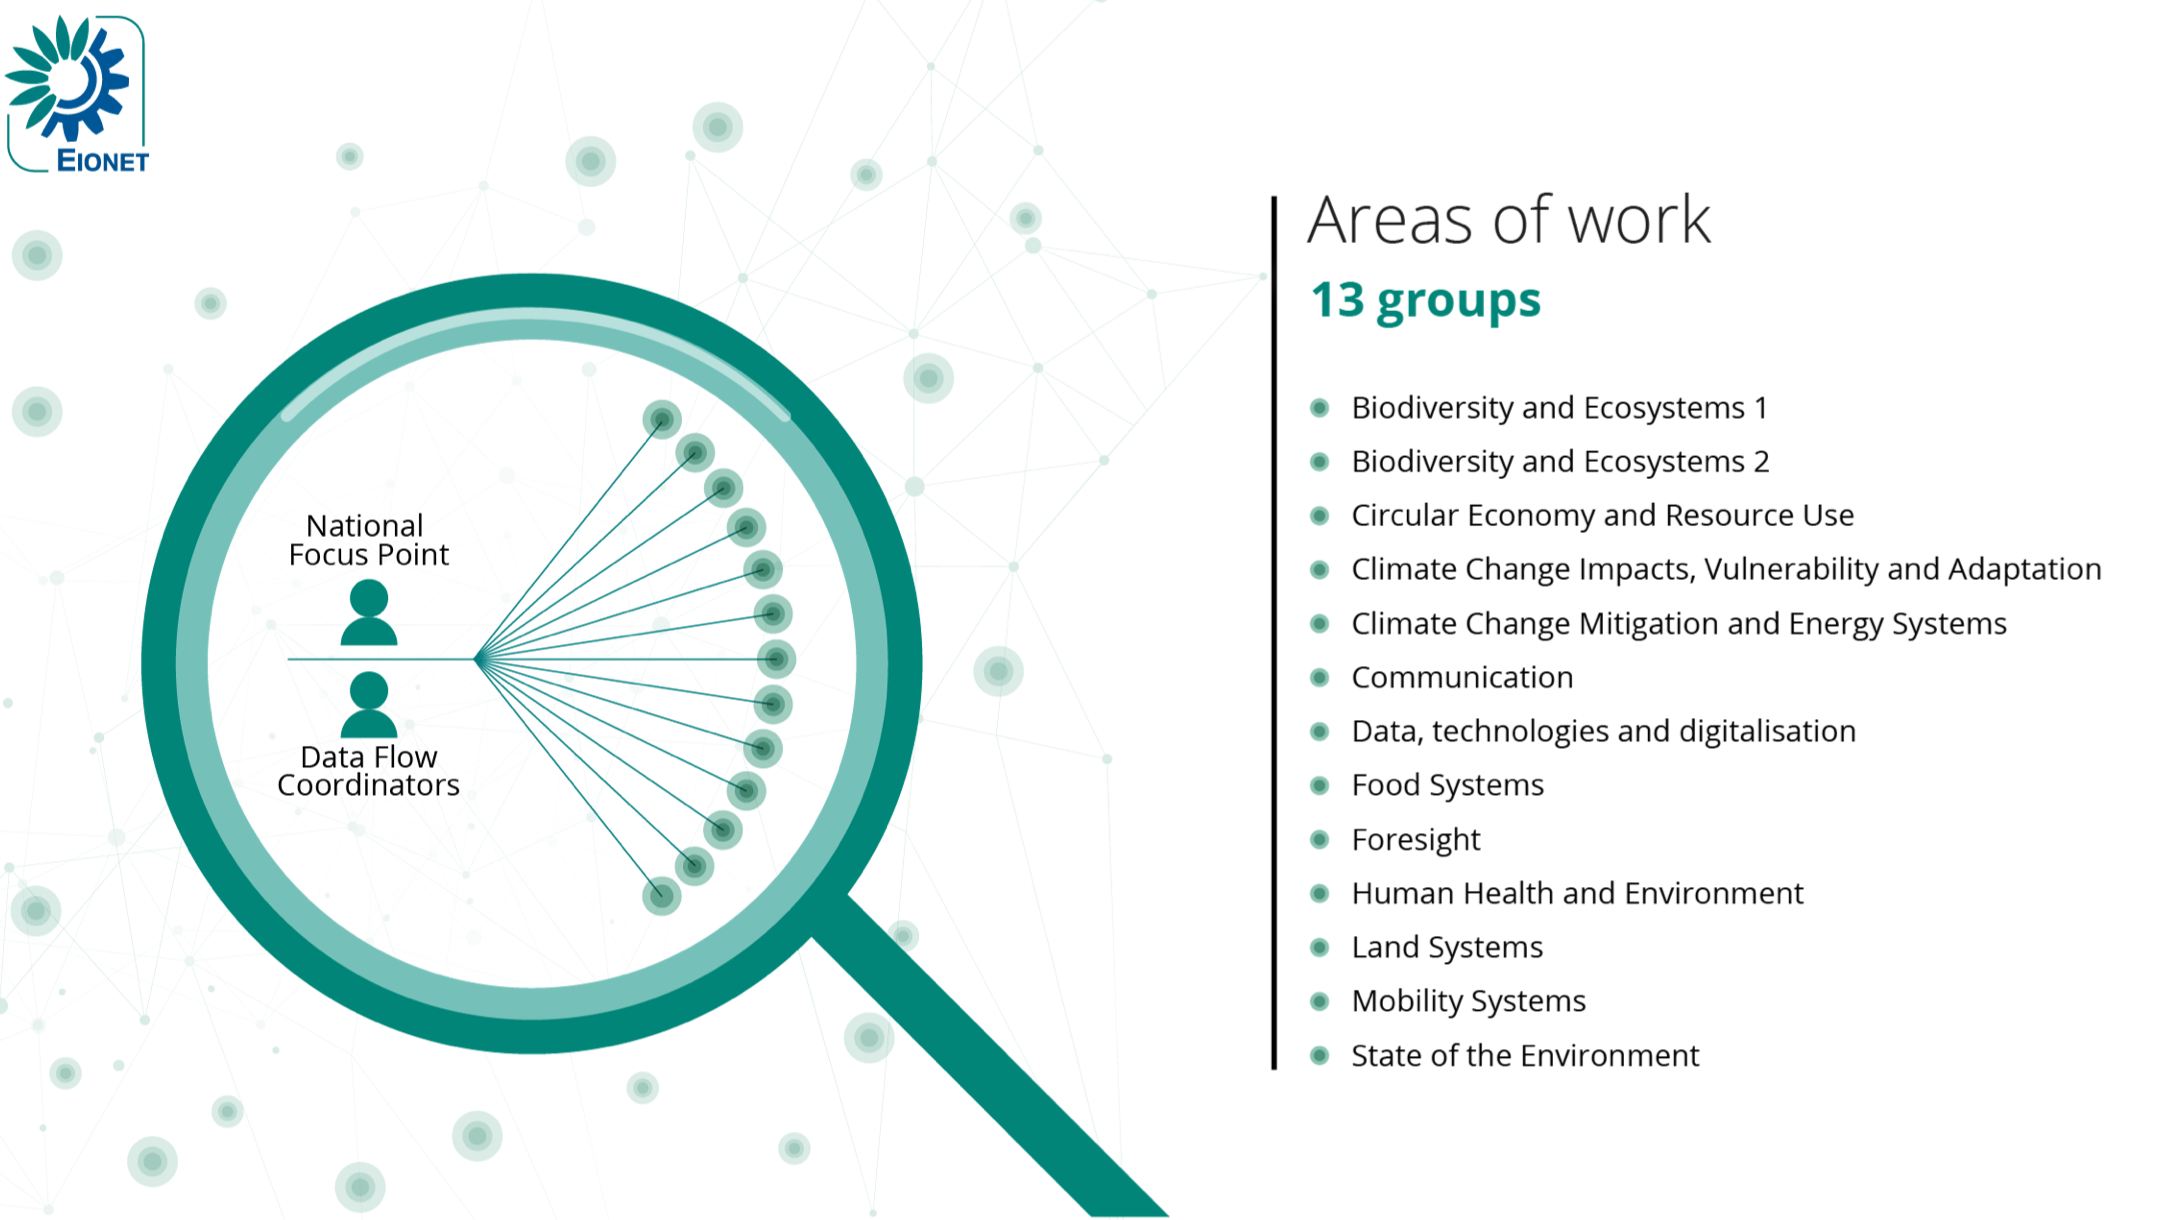 EIONET
National
Focus Point
Data Flow
Coordinators
Areas of work
13 groups
Biodiversity and Ecosystems 1
Biodiversity and Ecosystems 2
Circular Economy and Resource Use
Climate Change Impacts, Vulnerability and Adaptation
Climate Change Mitigation and Energy Systems
Communication
Data, technologies and digitalisation
Food Systems
Foresight
Human Health and Environment
Land Systems
Mobility Systems
State of the Environment